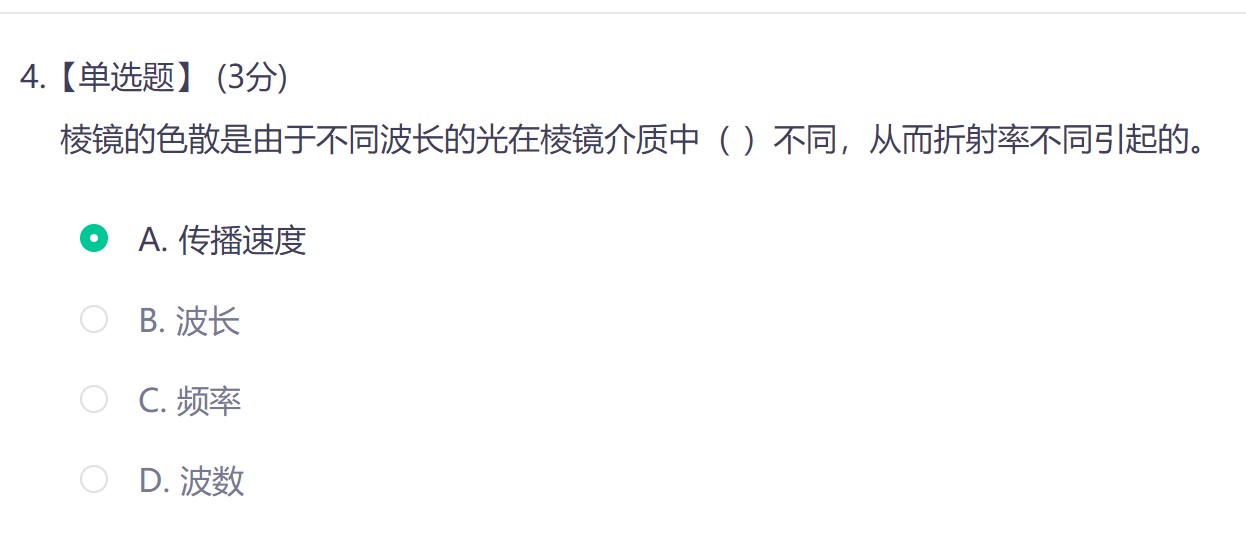 4.【单选题】 (3分)
棱镜的色散是由于不同波长的光在棱镜介质中（ ）不同，从而折射率不同引起的。
A. 传播速度
B. 波长
C. 频率
D. 波数